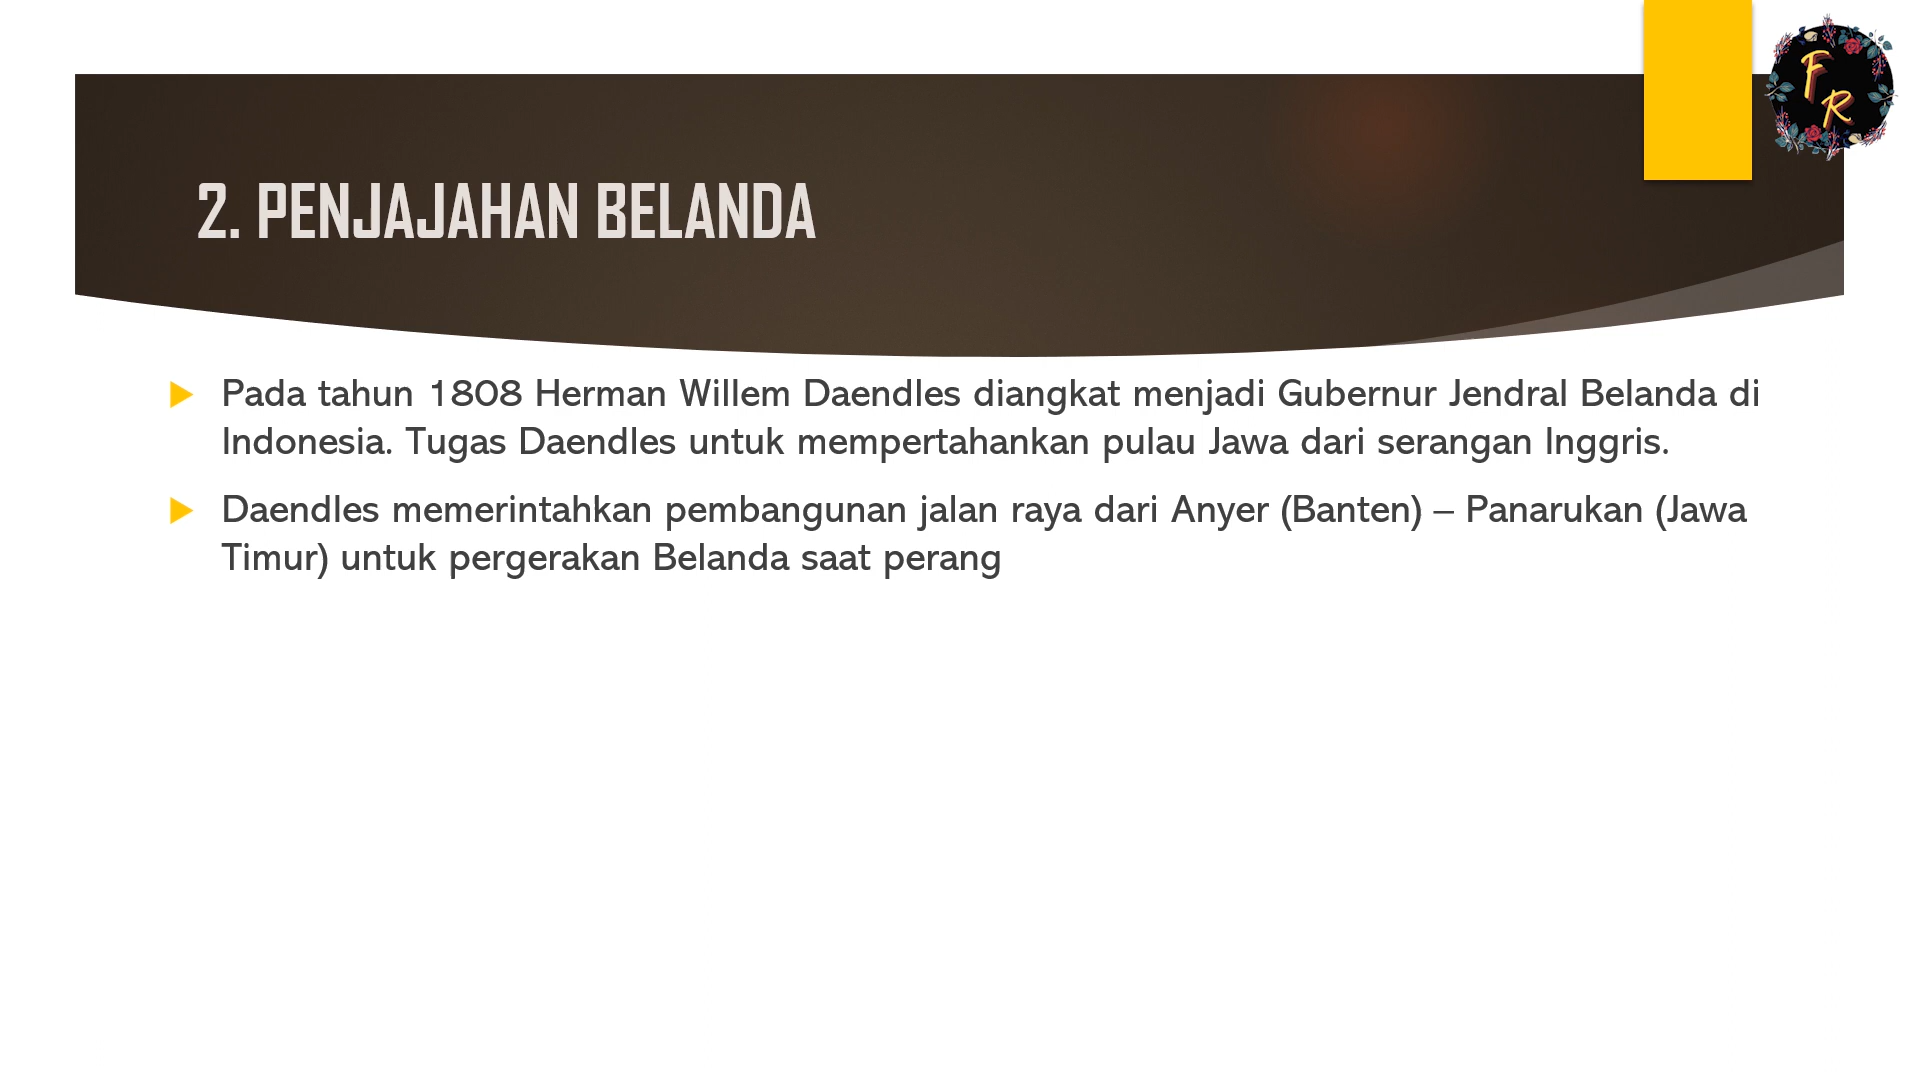 F
R
2. PENJAJAHAN BELANDA
Pada tahun 1808 Herman Willem Daendles diangkat menjadi Gubernur Jendral Belanda di
Indonesia. Tugas Daendles untuk mempertahankan pulau Jawa dari serangan Inggris.
Daendles memerintahkan pembangunan jalan raya dari Anyer (Banten) – Panarukan (Jawa
Timur) untuk pergerakan Belanda saat perang